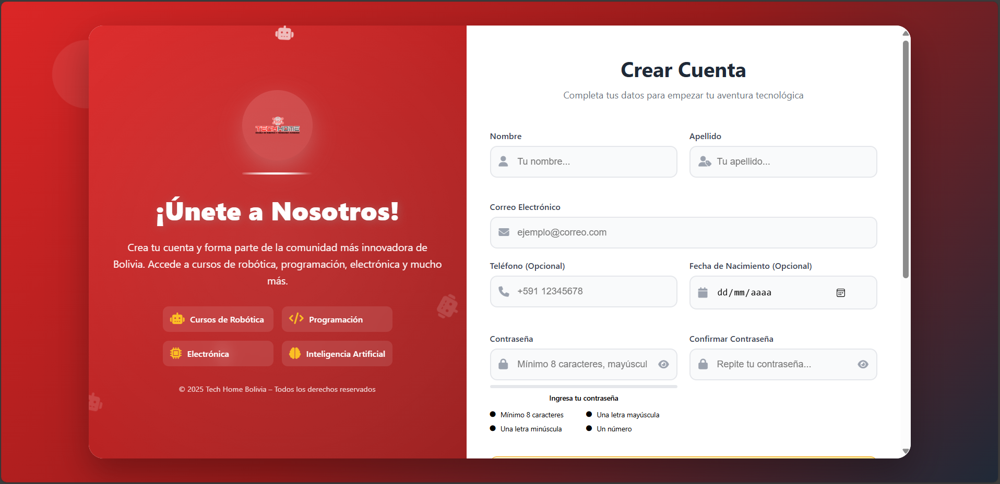 TECH HOME
¡Únete a Nosotros!
Crea tu cuenta y forma parte de la comunidad más innovadora de
Bolivia. Accede a cursos de robótica, programación, electrónica y mucho
más.
Cursos de Robótica
Programación
Electrónica
Inteligencia Artificial
© 2025 Tech Home Bolivia – Todos los derechos reservados
Crear Cuenta
Completa tus datos para empezar tu aventura tecnológica
Nombre
Apellido
Tu nombre...
Tu apellido...
Correo Electrónico
ejemplo@correo.com
Teléfono (Opcional)
Fecha de Nacimiento (Opcional)
+591 12345678
dd/mm/aaaa
Contraseña
Confirmar Contraseña
Mínimo 8 caracteres, mayúscul
Repite tu contraseña...
Ingresa tu contraseña
Mínimo 8 caracteres
Una letra mayúscula
Una letra minúscula
Un número